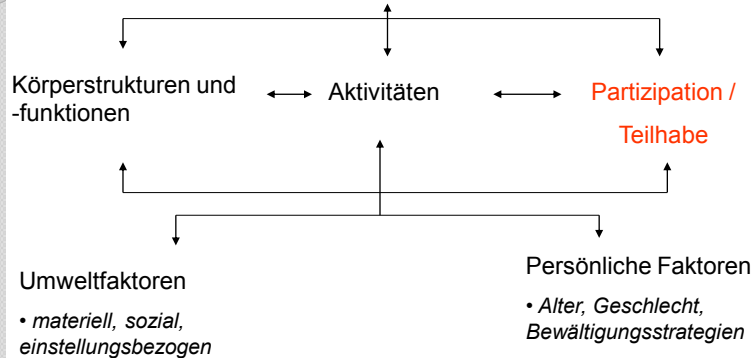 Körperstrukturen und
-funktionen
Aktivitäten
Partizipation /
Teilhabe
Umweltfaktoren
• materiell, sozial,
einstellungsbezogen
Persönliche Faktoren
• Alter, Geschlecht,
Bewältigungsstrategien